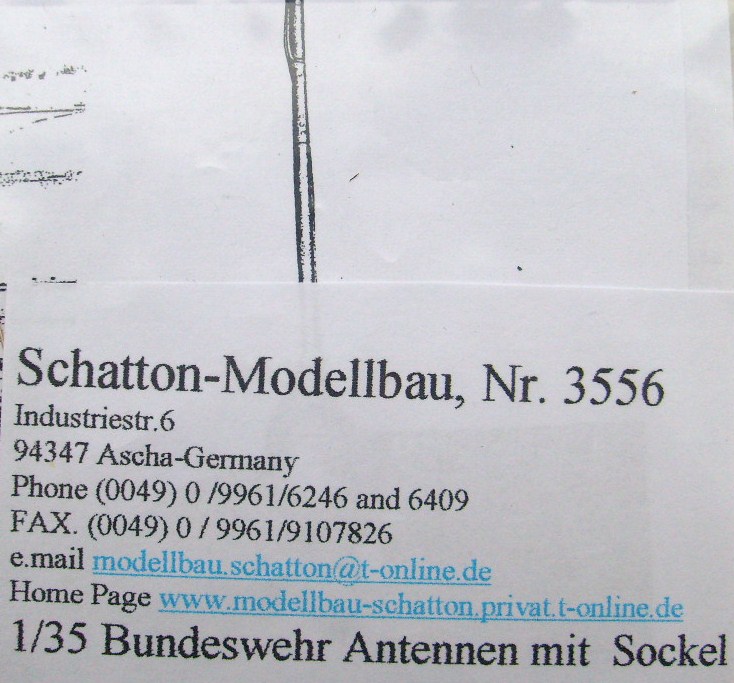 Schatton-Modellbau, Nr. 3556
Industriestr.6
94347 Ascha-Germany
Phone (0049) 0 /9961/6246 and 6409
FAX. (0049) 0 / 9961/9107826
e.mail modellbau.schatton@t-online.de
Home Page www.modellbau-schatton.privat.t-online.de
1/35 Bundeswehr Antennen mit Sockel